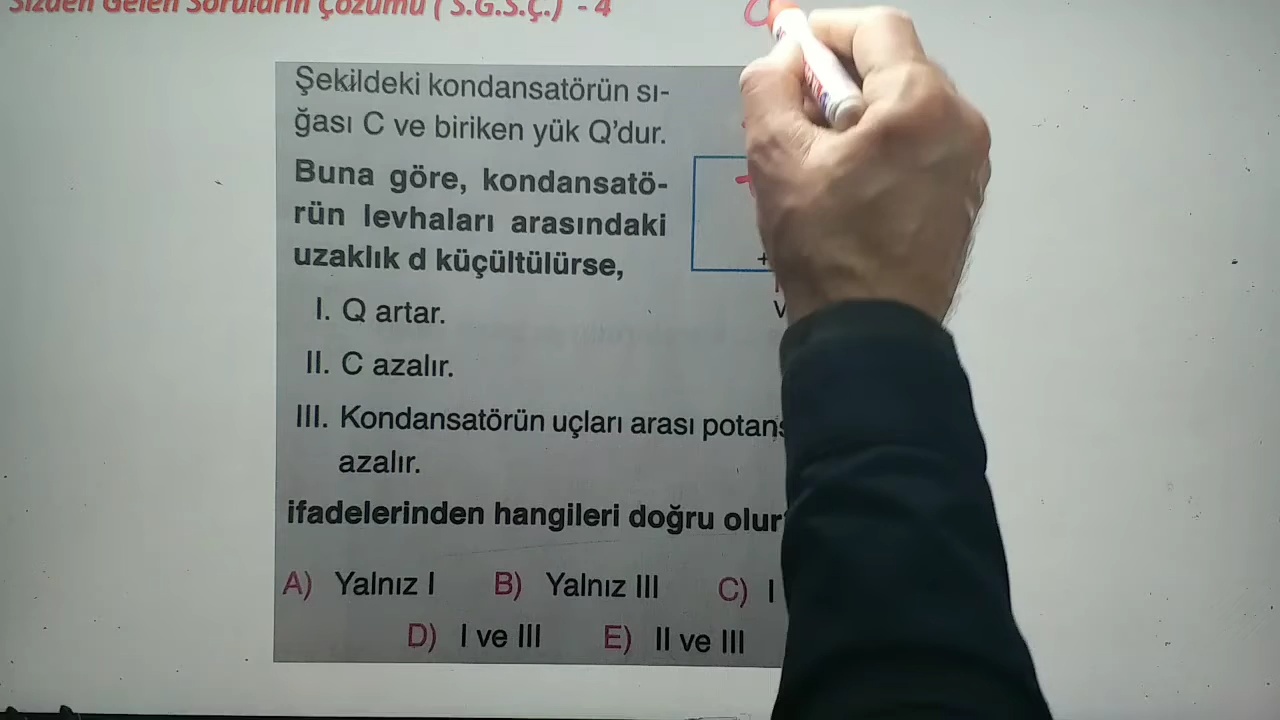 Sizden Gelen Soruların Çözümü ( S.G.S.Ç.) - 4
Şekildeki kondansatörün sı-
ğası C ve biriken yük Q'dur.
Buna göre, kondansatö-
rün levhaları arasındaki
uzaklık d küçültülürse,
+
V
I. Q artar.
II. C azalır.
III. Kondansatörün uçları arası
azalır.
ifadelerinden hangileri doğru
A) Yalnız I B) Yalnız III C) I
D) I ve III E) II ve III